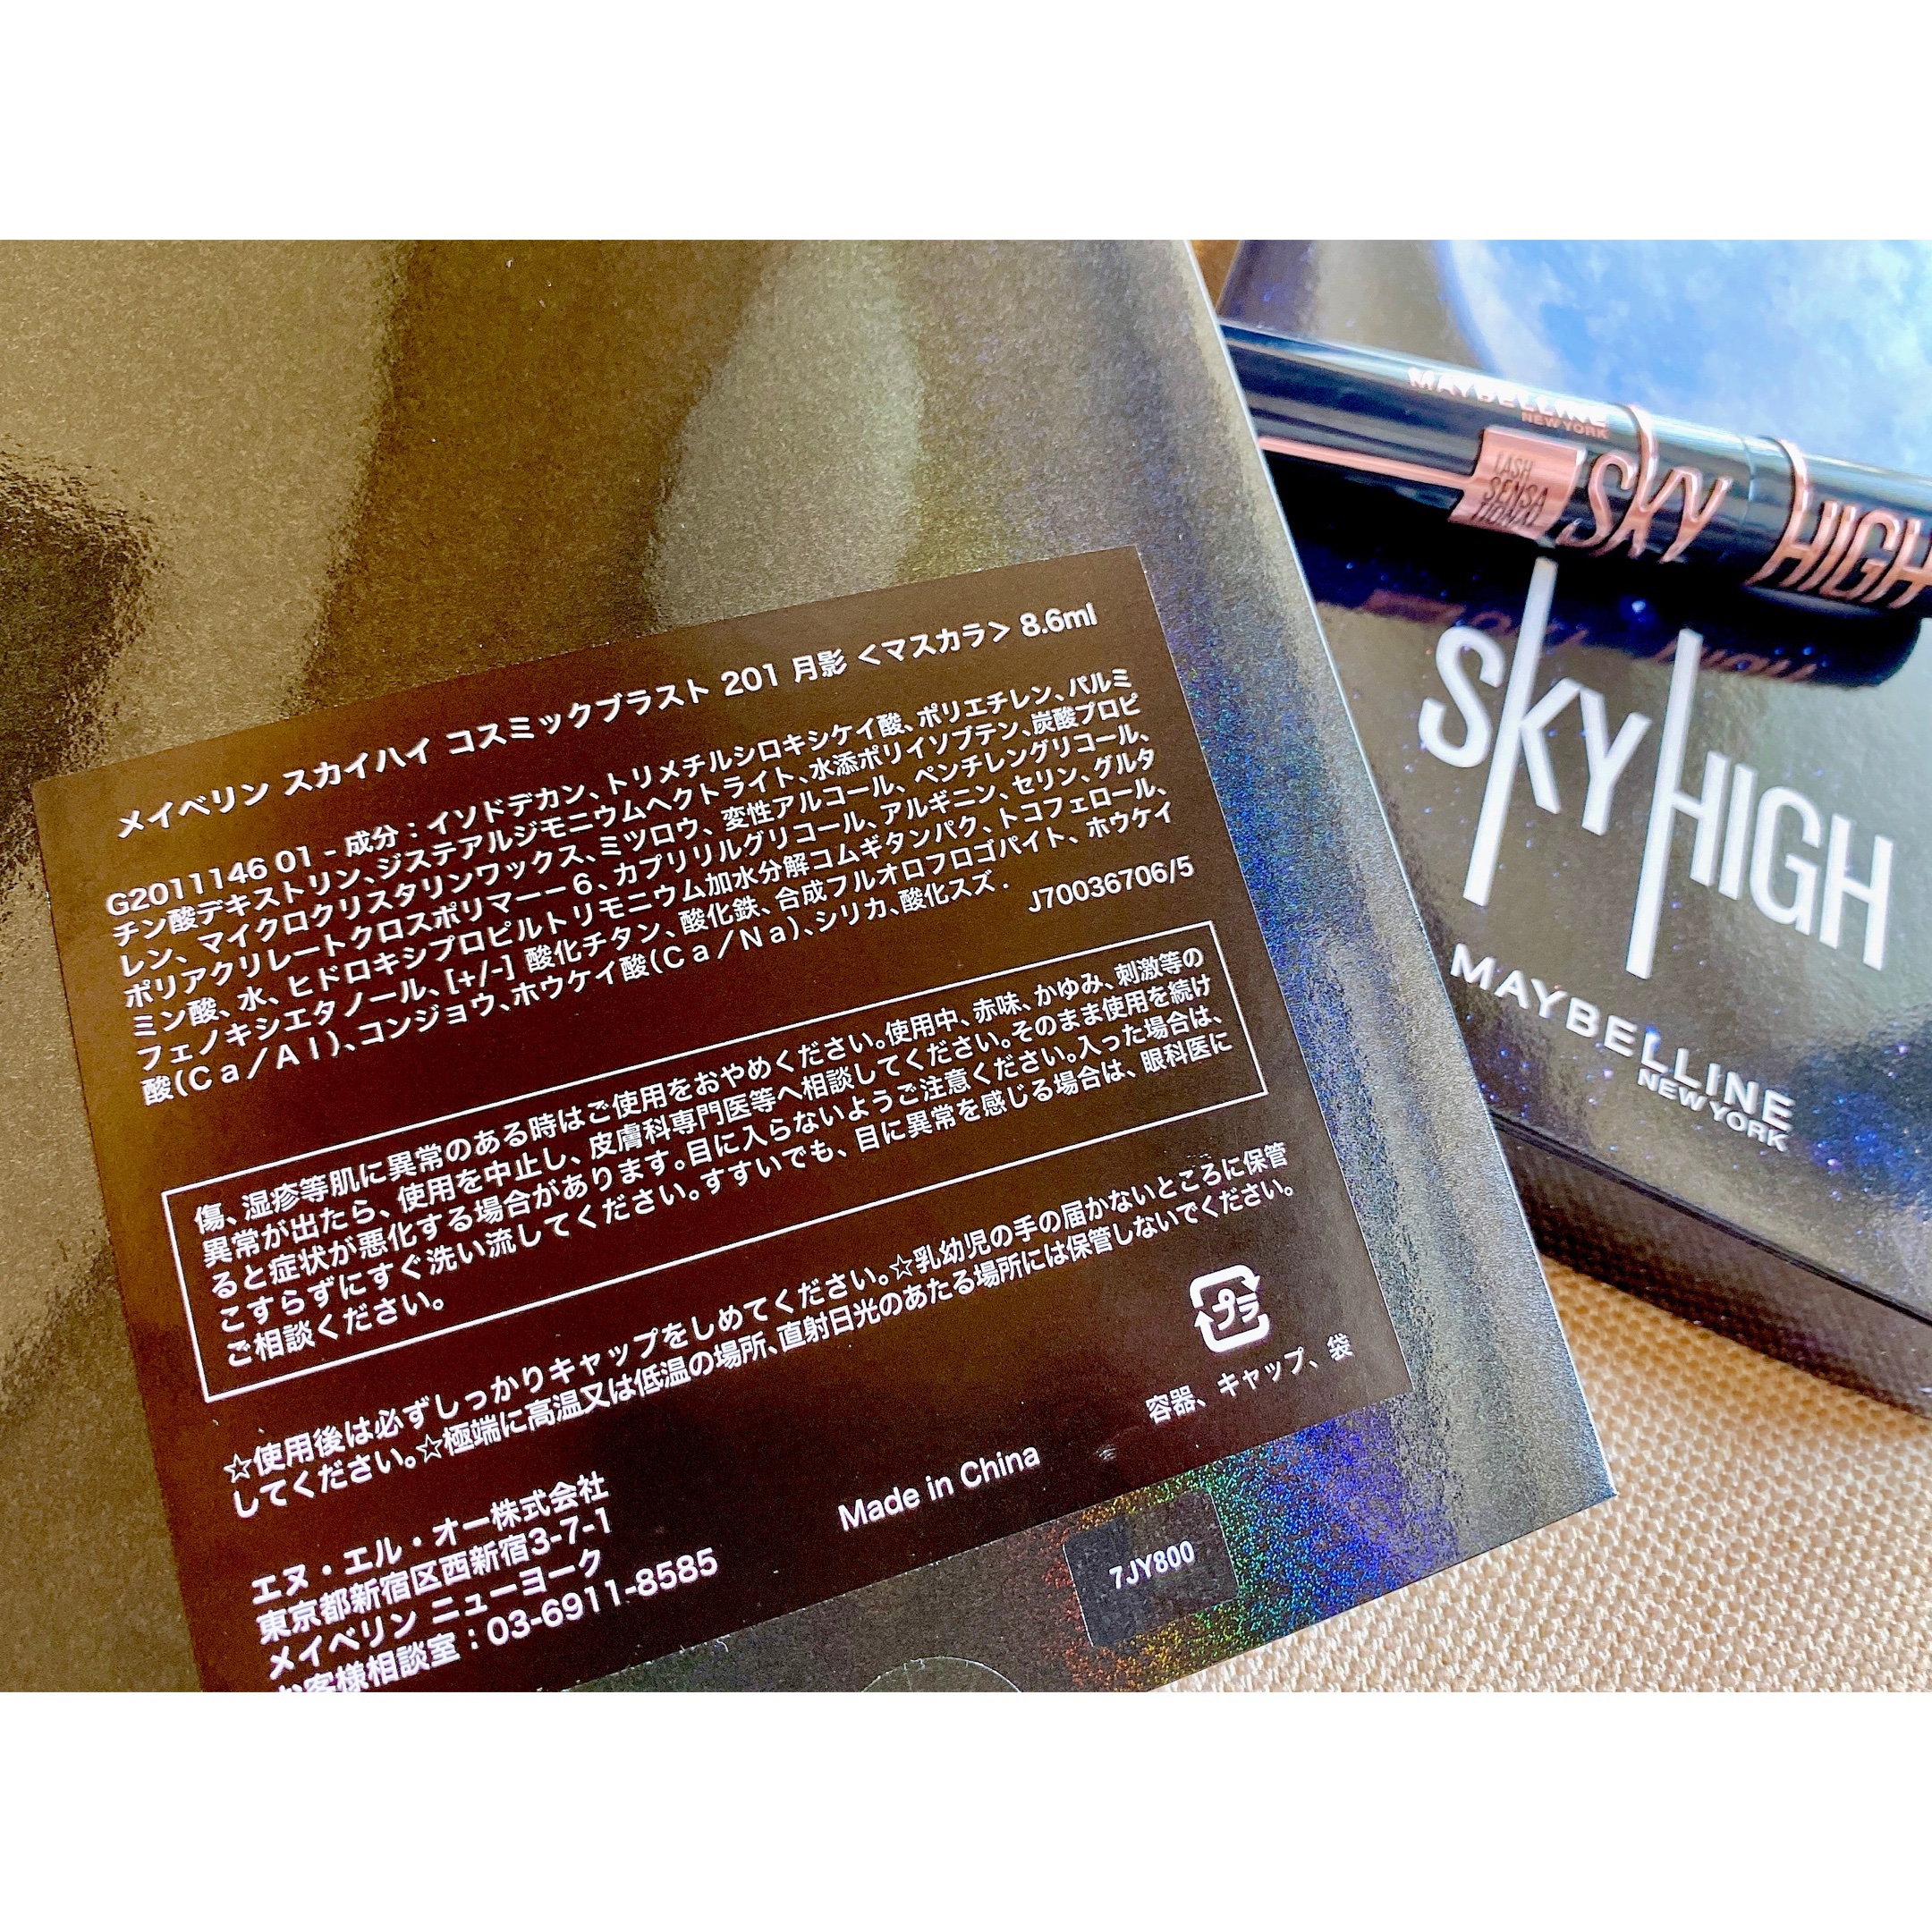 メイベリン スカイハイ コスミックブラスト 201 月影 <マスカラ> 8.6ml
G2011146 01 - 成分：イソドデカン、トリメチルシロキシケイ酸、ポリエチレン、パルミ
チン酸デキストリン、ジステアルジモニウムヘクトライト、水添ポリイソブテン、炭酸プロピ
レン、マイクロクリスタリンワックス、ミツロウ、変性アルコール、ペンチレングリコール、
ポリアクリレートクロスポリマー－6、カプリリルグリコール、アルギニン、セリン、グルタ
ミン酸、水、ヒドロキシプロピルトリモニウム加水分解コムギタンパク、トコフェロール、
フェノキシエタノール、[+/-] 酸化チタン、酸化鉄、合成フルオロフロゴパイト、ホウケイ
酸(Ca／Al)、コンジョウ、ホウケイ酸(Ca／Na)、シリカ、酸化スズ.
J70036706/5
傷、湿疹等肌に異常のある時はご使用をおやめください。使用中、赤味、かゆみ、刺激等の
異常が出たら、使用を中止し、皮膚科専門医等へ相談してください。そのまま使用を続け
ると症状が悪化する場合があります。目に入らないようご注意ください。入った場合は、
こすらずにすぐ洗い流してください。すすいでも、目に異常を感じる場合は、眼科医に
ご相談ください。
☆使用後は必ずしっかりキャップをしめてください。☆乳幼児の手の届かないところに保管
してください。☆極端に高温又は低温の場所、直射日光のあたる場所には保管しないでください。
プラ
容器、キャップ、袋
エヌ・エル・オー株式会社
東京都新宿区西新宿3-7-1
メイベリン ニューヨーク
お客様相談室：03-6911-8585
Made in China
7JY800
MAYBELLINE
NEW YORK
LASH
SENSA
TIONAL
SKY HIGH
SKY HIGH
MAYBELLINE
NEW YORK